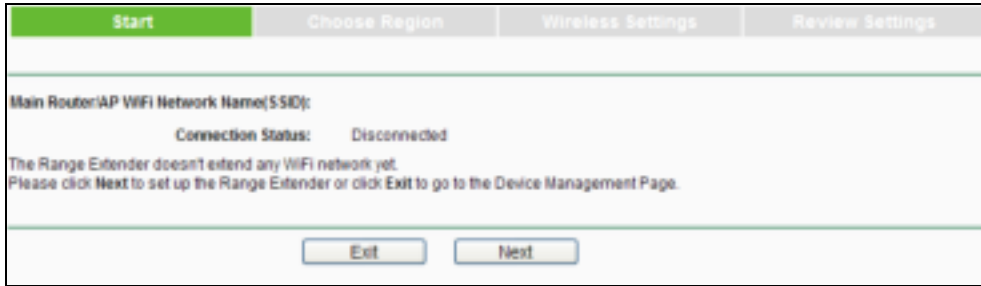 Start Choose Region Wireless Settings Review Settings
Main Router/AP WiFi Network Name(SSID):
Connection Status: Disconnected
The Range Extender doesn't extend any WiFi network yet.
Please click Next to set up the Range Extender or click Exit to go to the Device Management Page.
Exit Next